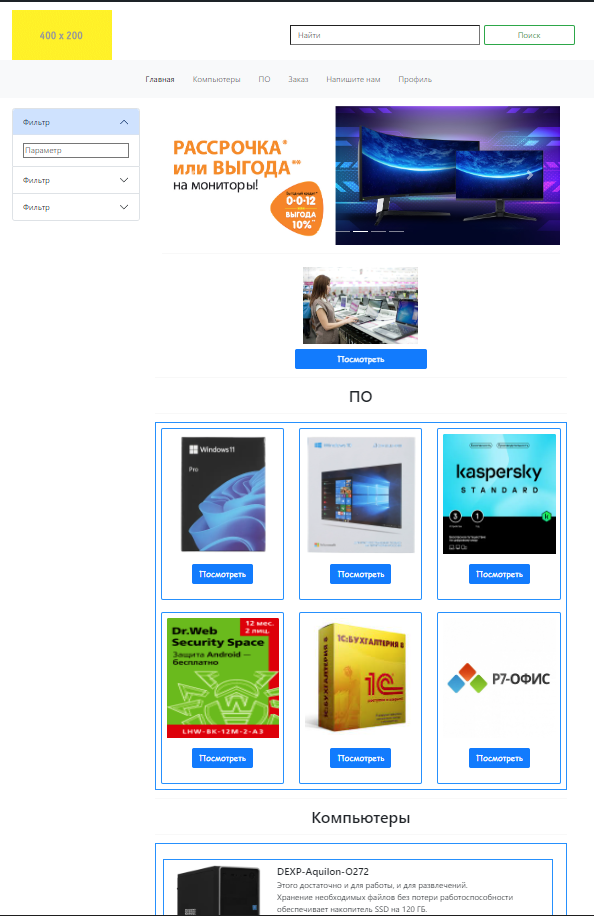 400 x 200
Найти
Поиск
Главная
Компьютеры
ПО
Заказ
Напишите нам
Профиль
Фильтр
Параметр
Фильтр
Фильтр
РАССРОЧКА*
или ВЫГОДА**
на мониторы!
0-0-12
ВЫГОДА
10%**
Посмотреть
ПО
Windows 11
Pro
kaspersky
STANDARD
3
1
Посмотреть
Посмотреть
Посмотреть
Dr.Web
Security Space
Защита Android —
бесплатно
12 мес.
2 лиц.
LHW-BK-12M-2-A3
1С:БУХГАЛТЕРИЯ 8
1С
Р7-ОФИС
Посмотреть
Посмотреть
Посмотреть
Компьютеры
DEXP-Aquilon-O272
Этого достаточно и для работы, и для развлечений.
Хранение необходимых файлов без потери работоспособности
обеспечивает накопитель SSD на 120 ГБ.